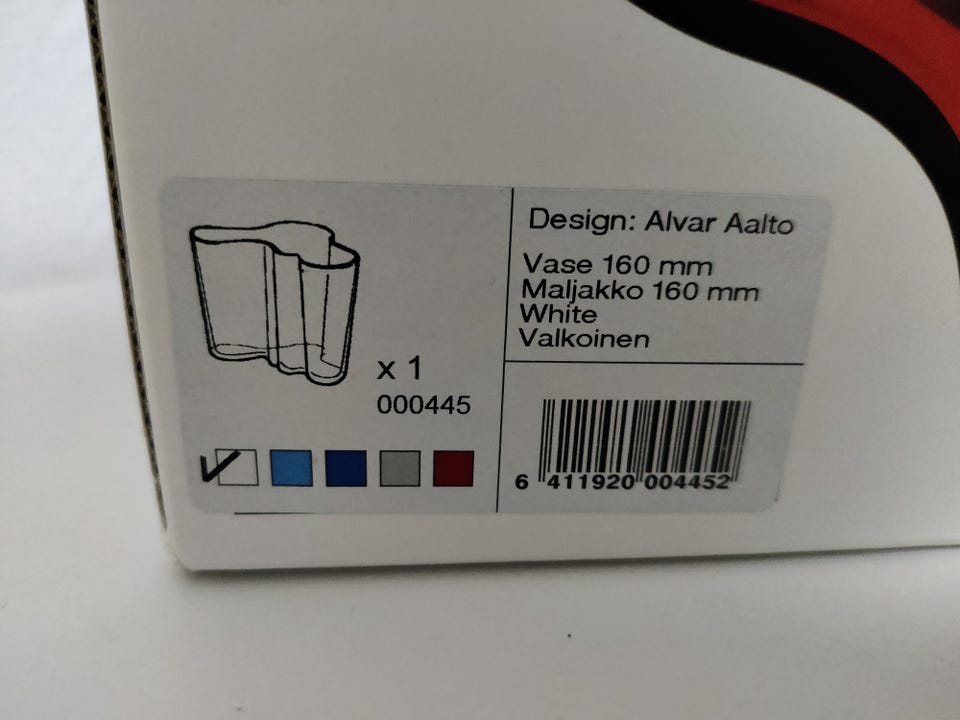 Design: Alvar Aalto
Vase 160 mm
Maljakko 160 mm
White
Valkoinen
x 1
000445
6 411920 004452